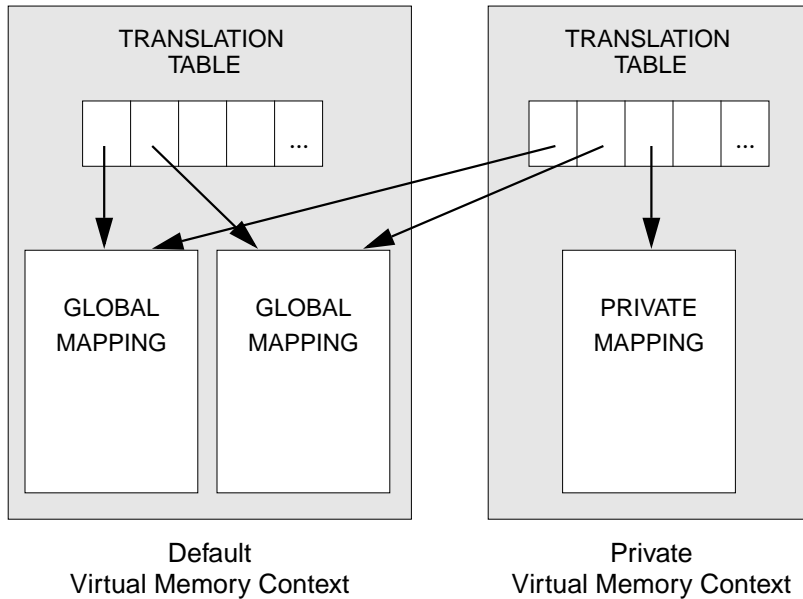 TRANSLATION
TABLE
...
GLOBAL
MAPPING
GLOBAL
MAPPING
Default
Virtual Memory Context
TRANSLATION
TABLE
...
PRIVATE
MAPPING
Private
Virtual Memory Context